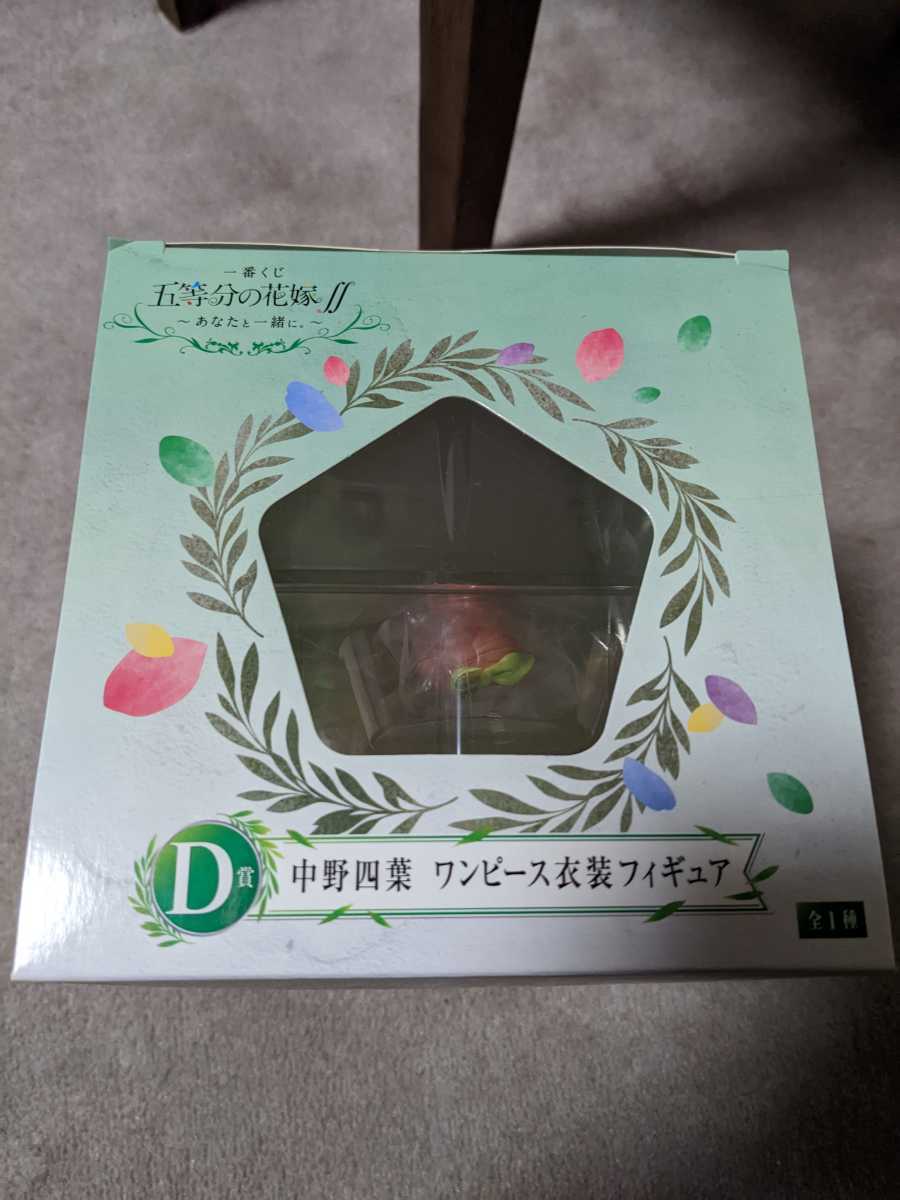 一番くじ
五等分の花嫁∬
～あなたと一緒に。～
D賞
中野四葉 ワンピース衣装フィギュア
全1種